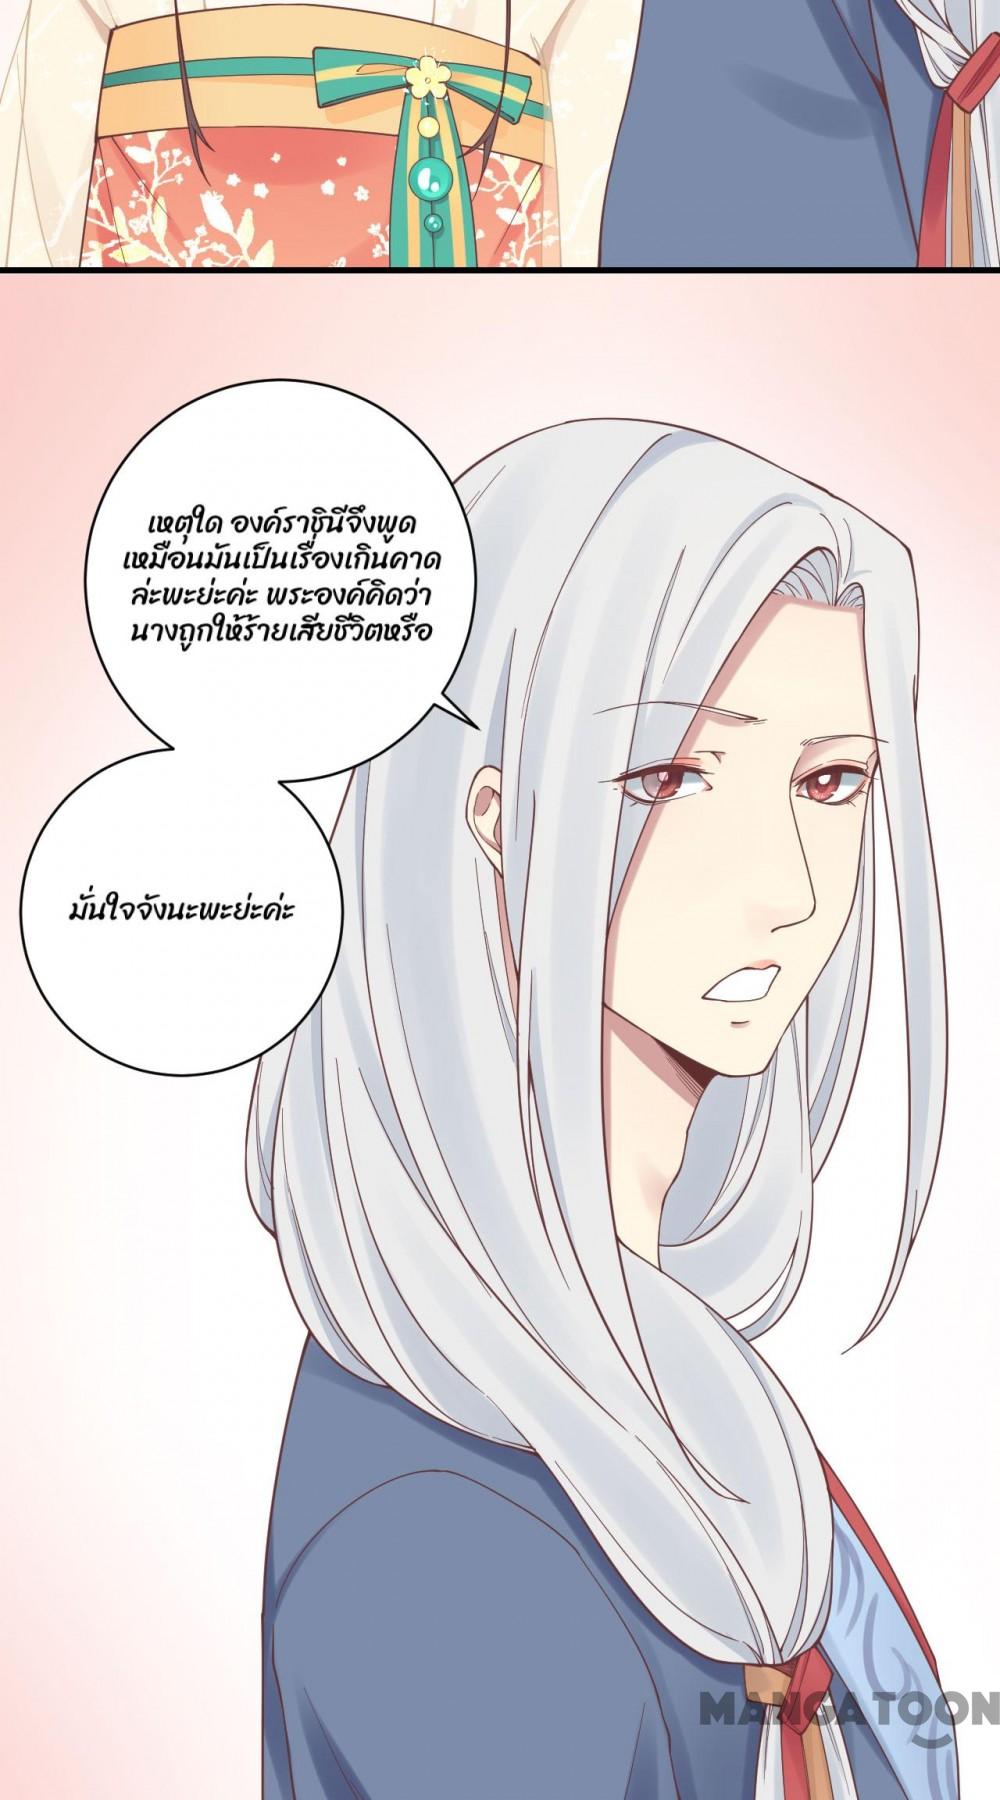 เหตุใด องค์ราชินีจึงพูด
เหมือนมันเป็นเรื่องเกินคาด
ล่ะพะย่ะค่ะ พระองค์คิดว่า
นางถูกให้ร้ายเสียชีวิตหรือ
มั่นใจจังนะพะย่ะค่ะ
MANGATOON